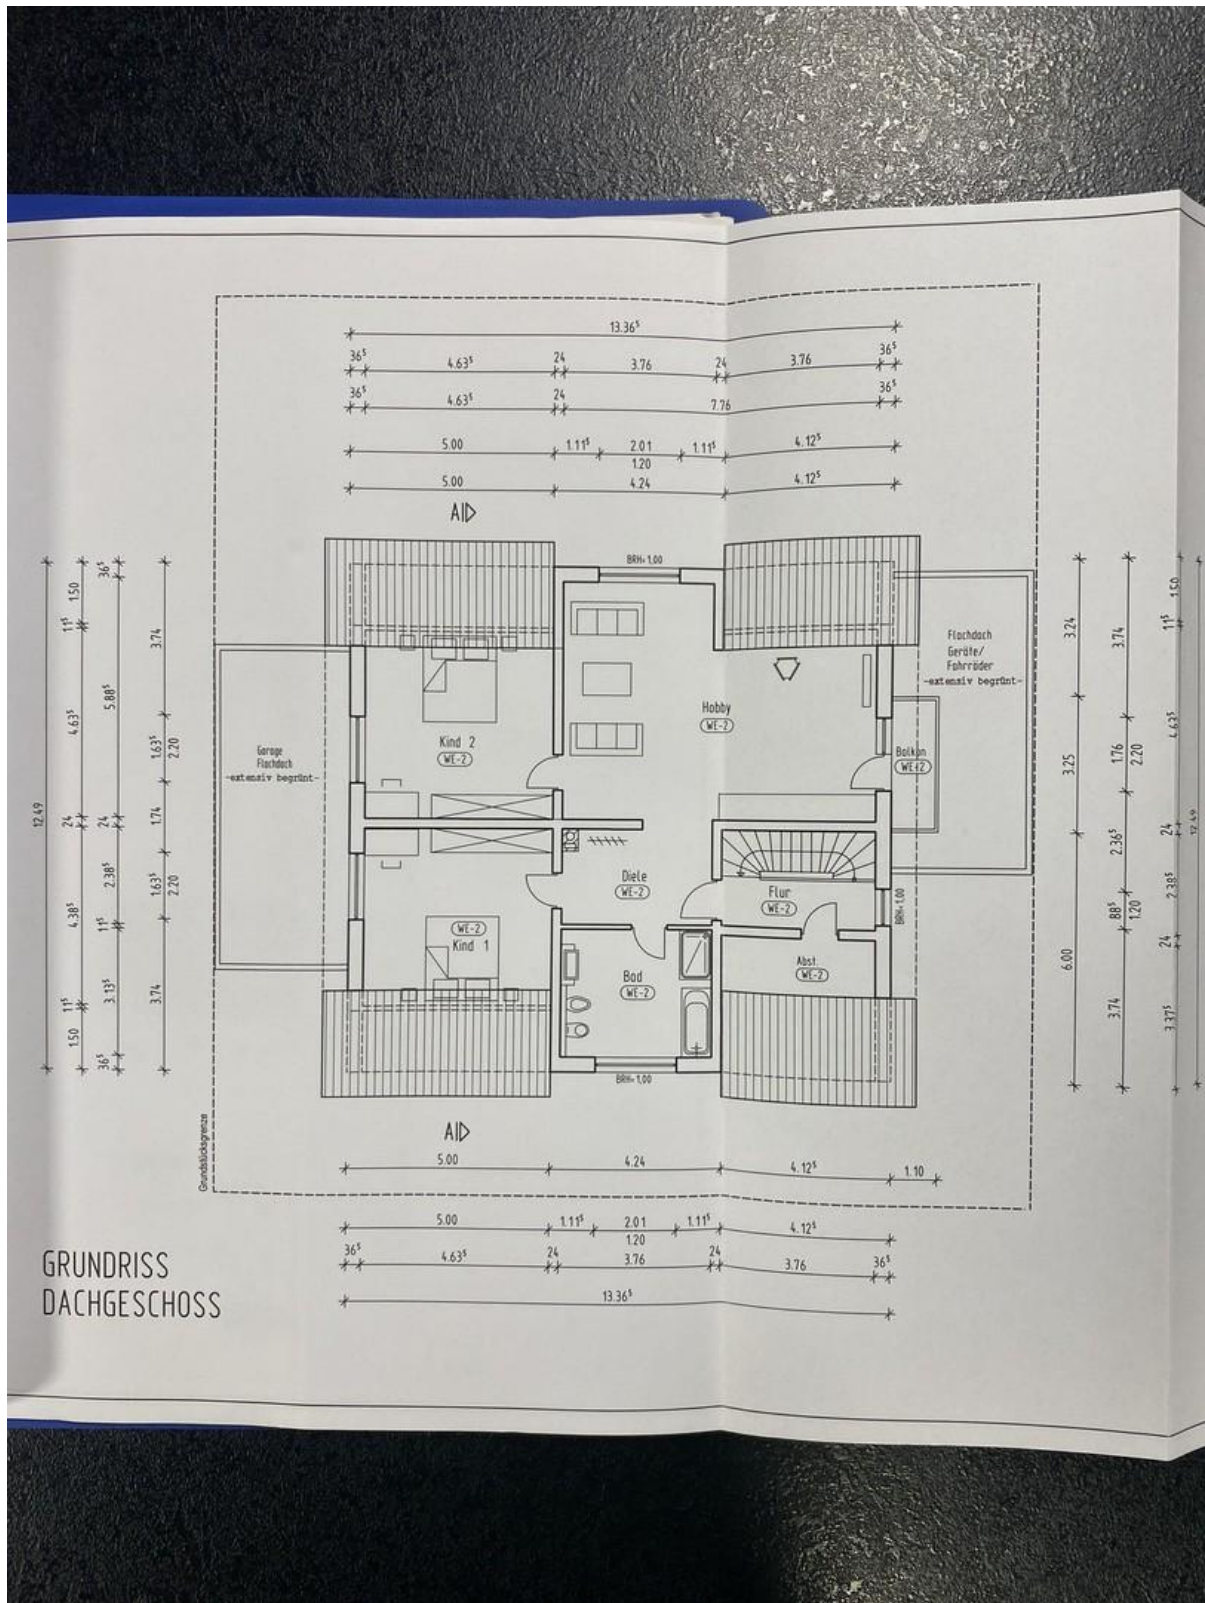 13.36⁵
36⁵ 4.63⁵ 24 3.76 24 3.76 36⁵
36⁵ 4.63⁵ 24 7.76 36⁵
5.00 1.11⁵ 2.01 1.11⁵ 4.12⁵
1.20
5.00 4.24 4.12⁵
A
BRH= 1,00
12.49
1.50 11⁵ 4.63⁵ 24 4.38⁵ 11⁵ 1.50
36⁵ 5.88⁵ 24 2.38⁵ 11⁵ 3.13⁵ 36⁵
3.74 1.63⁵ 1.74 1.63⁵ 3.74
2.20 2.20
Garage
Flachdach
-extensiv begrünt-
Kind 2
WE-2
Hobby
WE-2
Balkon
WE-2
Flachdach
Geräte/
Fahrräder
-extensiv begrünt-
Diele
WE-2
Flur
WE-2
BRH= 1,00
WE-2
Kind 1
Bad
WE-2
Abst.
WE-2
BRH= 1,00
3.24 3.25 6.00
3.74 1.76 2.36⁵ .88⁵ 3.74
2.20 1.20
1.50 11⁵ 4.63⁵ 24 2.38⁵ 24 3.37⁵
12.49
Grundstücksgrenze
A
5.00 4.24 4.12⁵ 1.10
5.00 1.11⁵ 2.01 1.11⁵ 4.12⁵
1.20
36⁵ 4.63⁵ 24 3.76 24 3.76 36⁵
13.36⁵
GRUNDRISS
DACHGESCHOSS